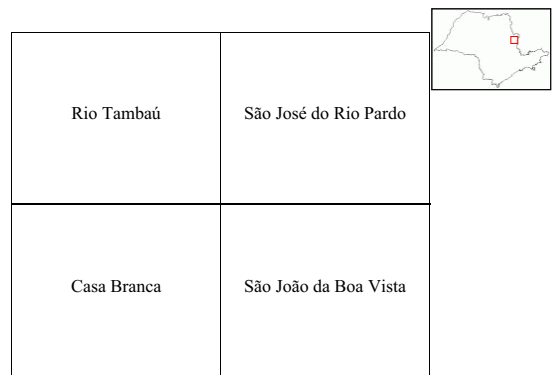 Rio Tambaú
São José do Rio Pardo
Casa Branca
São João da Boa Vista